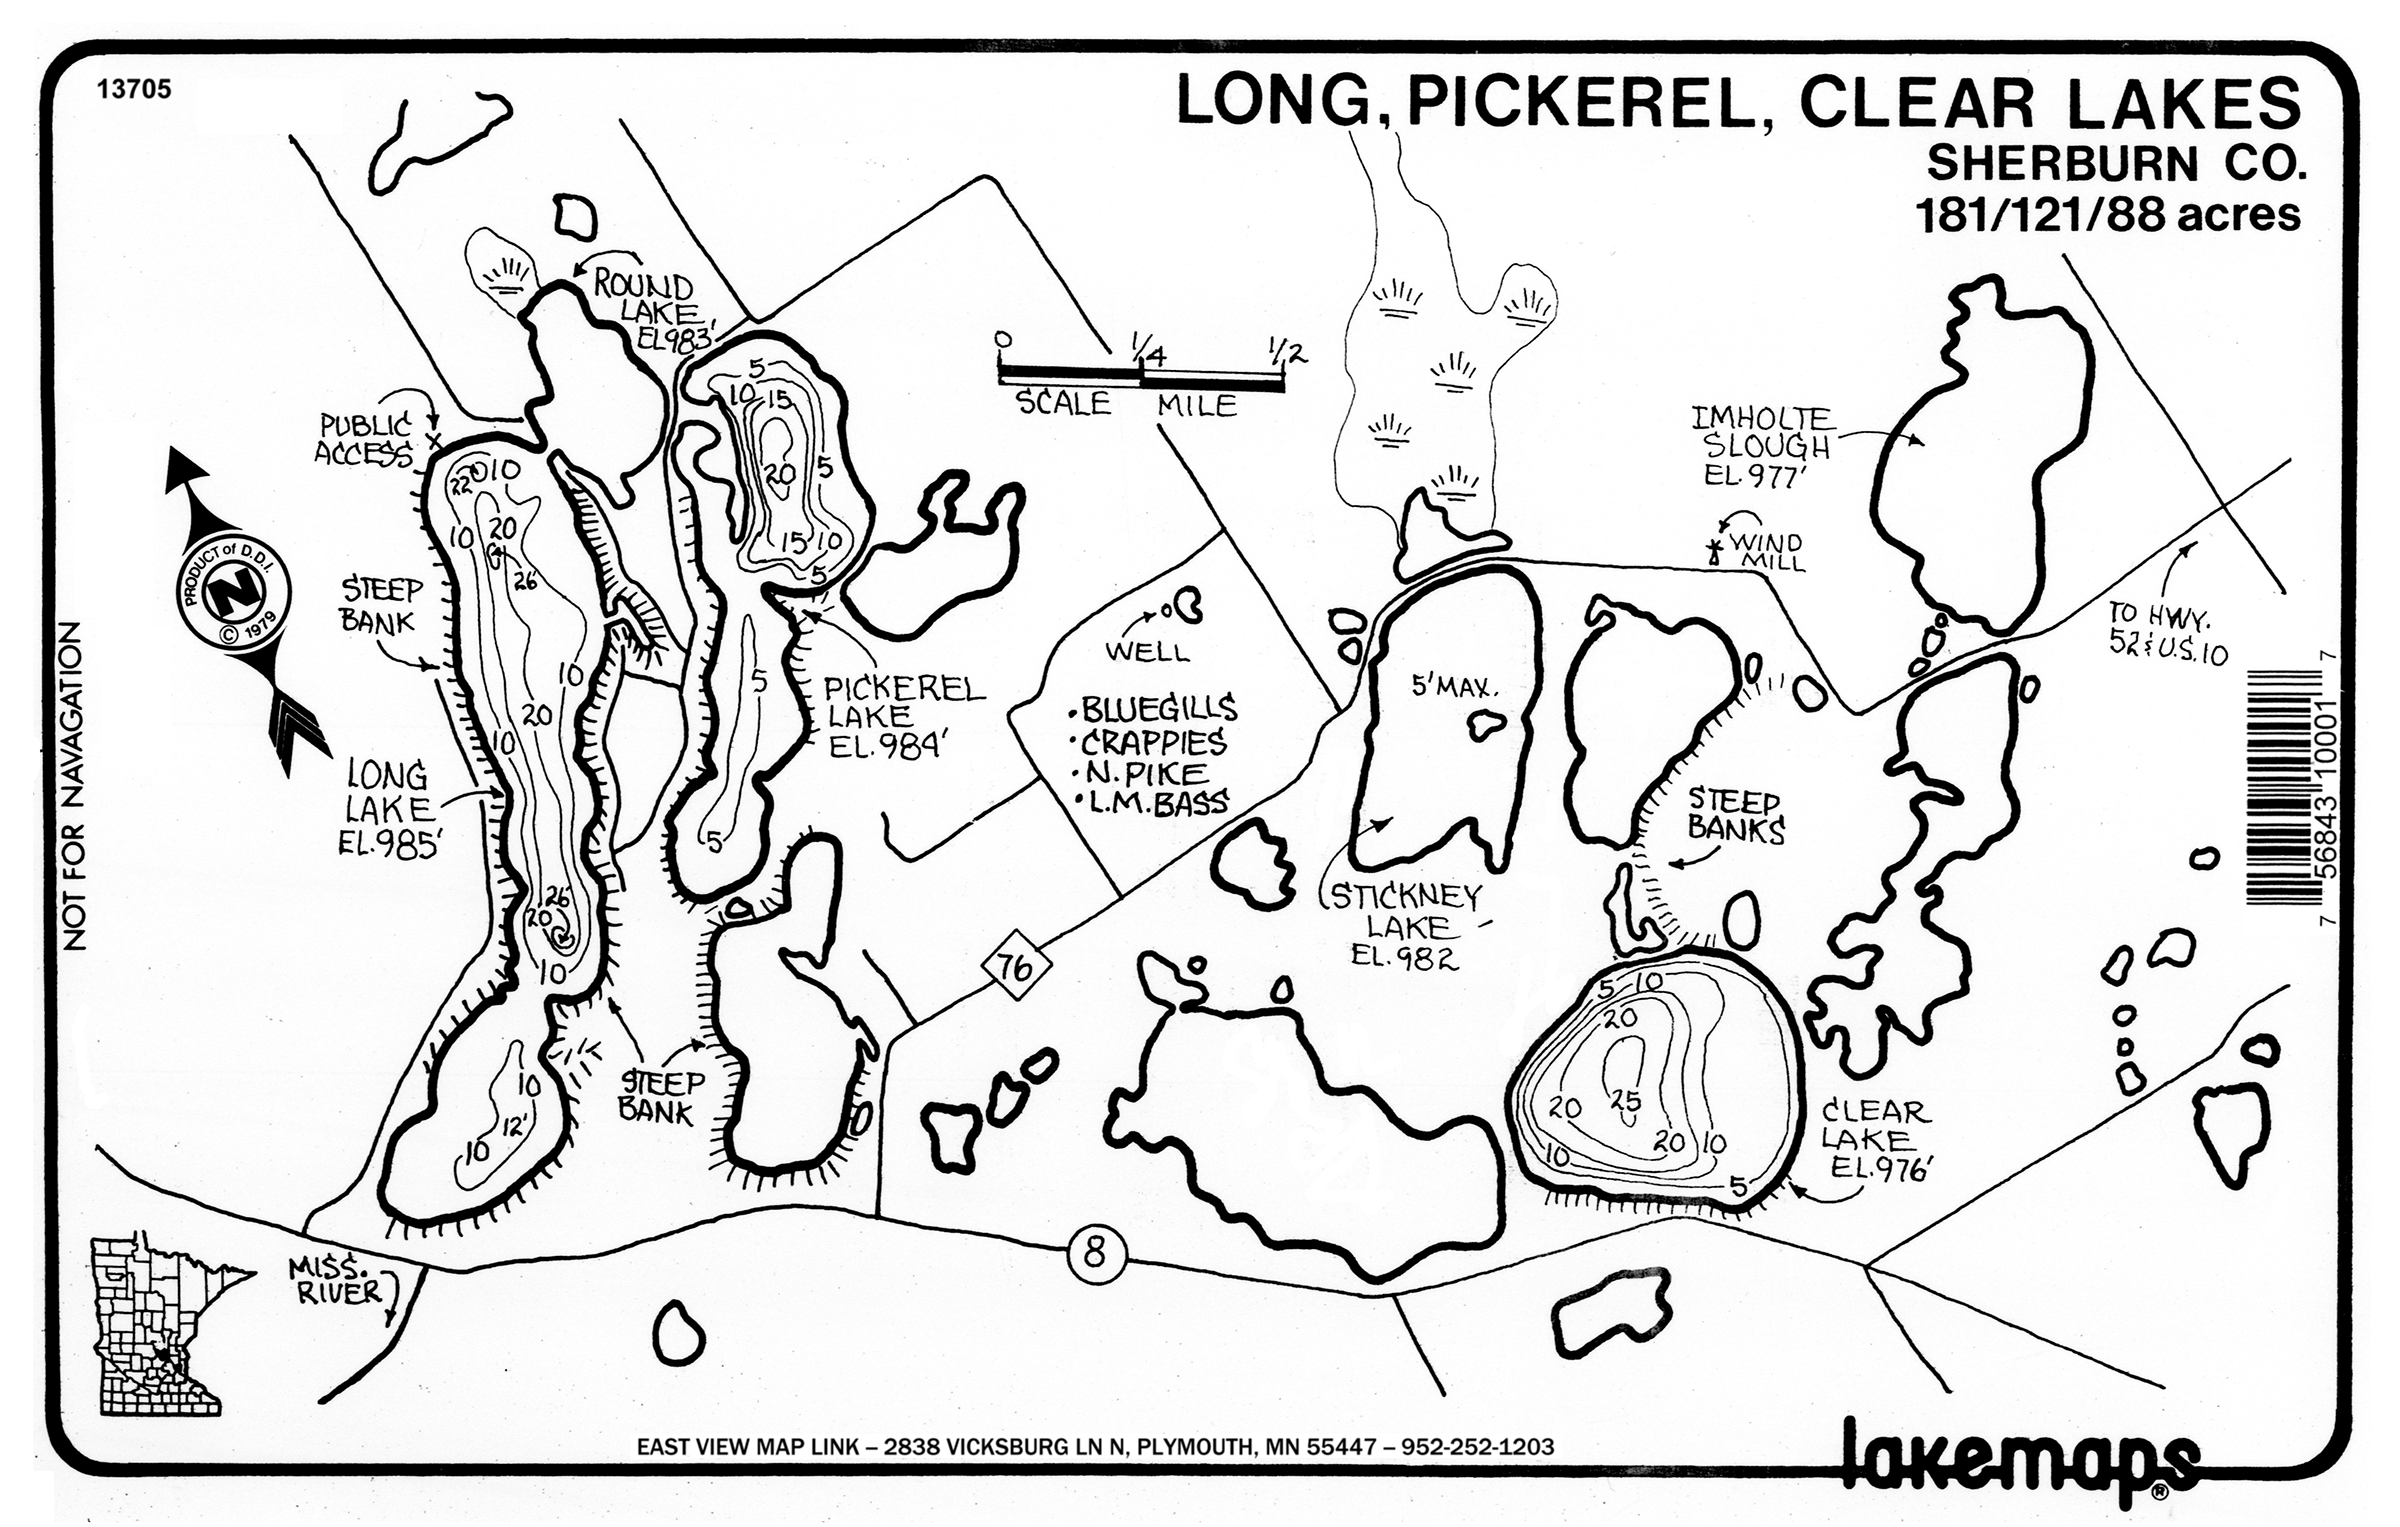 13705
LONG, PICKEREL, CLEAR LAKES
SHERBURN CO.
181/121/88 acres
ROUND
LAKE
EL983'
0 1/4 1/2
SCALE MILE
PUBLIC
ACCESS
PRODUCT of D.D.I.
N
© 1979
STEEP
BANK
LONG
LAKE
EL.985'
22
10
10
20
26'
10
20
10
26
20
10
10
12'
10
5
10
15
20
5
15
10
5
5
5
PICKEREL
LAKE
EL.984'
WELL
•BLUEGILLS
•CRAPPIES
•N.PIKE
•L.M.BASS
76
STEEP
BANK
5'MAX.
STICKNEY
LAKE
EL.982
IMHOLTE
SLOUGH
EL.977'
WIND
MILL
TO HWY.
52 & U.S.10
STEEP
BANKS
5
10
20
25
20
20
10
10
5
CLEAR
LAKE
EL.976'
8
MISS.
RIVER
NOT FOR NAVAGATION
7 56843 10001 7
EAST VIEW MAP LINK – 2838 VICKSBURG LN N, PLYMOUTH, MN 55447 – 952-252-1203
lakemaps®